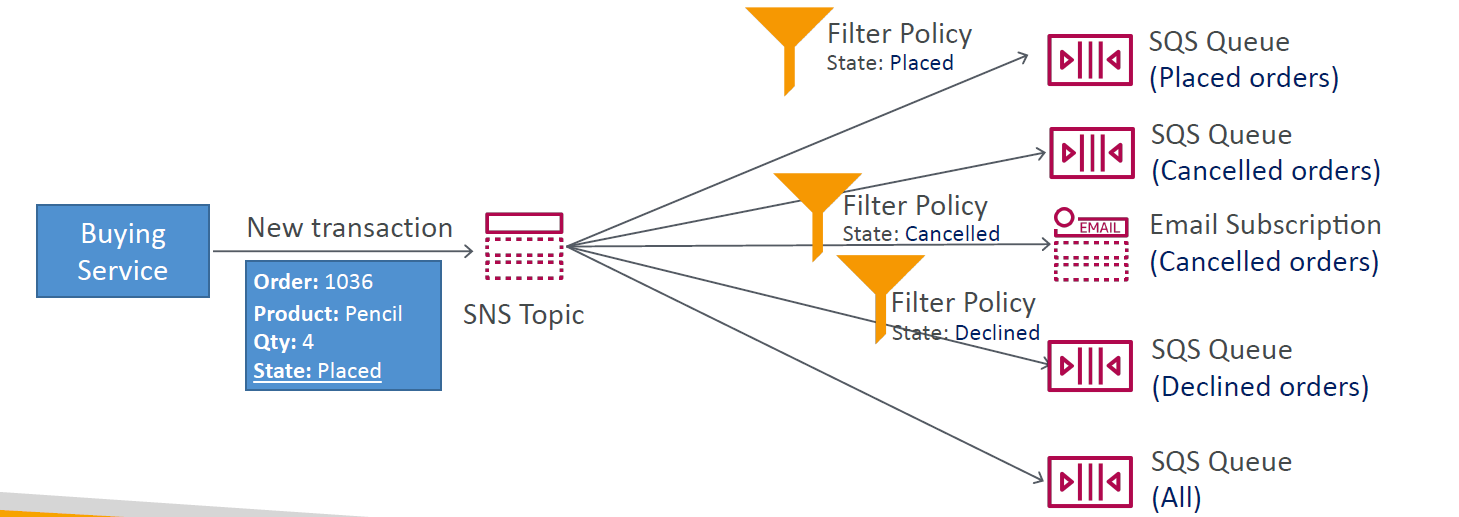 Filter Policy
State: Placed
SQS Queue
(Placed orders)
SQS Queue
(Cancelled orders)
Buying
Service
New transaction
Order: 1036
Product: Pencil
Qty: 4
State: Placed
SNS Topic
Filter Policy
State: Cancelled
EMAIL
Email Subscription
(Cancelled orders)
Filter Policy
State: Declined
SQS Queue
(Declined orders)
SQS Queue
(All)